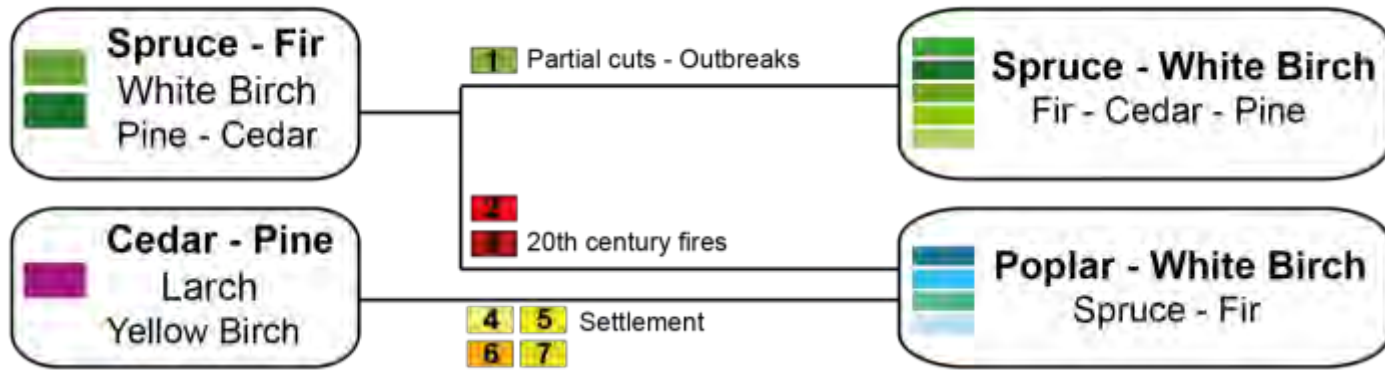 Spruce - Fir
White Birch
Pine - Cedar
1 Partial cuts - Outbreaks
Spruce - White Birch
Fir - Cedar - Pine
2
3 20th century fires
Cedar - Pine
Larch
Yellow Birch
4 5 Settlement
6 7
Poplar - White Birch
Spruce - Fir